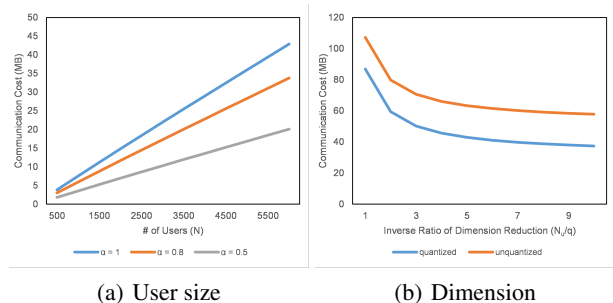 50
45
40
35
30
25
20
15
10
5
0
Communication Cost (MB)
500 1500 2500 3500 4500 5500
# of Users (N)
α = 1 α = 0.8 α = 0.5
(a) User size
120
100
80
60
40
20
0
Communication Cost (MB)
1 3 5 7 9
Inverse Ratio of Dimension Reduction (Nᵤ/q)
quantized unquantized
(b) Dimension